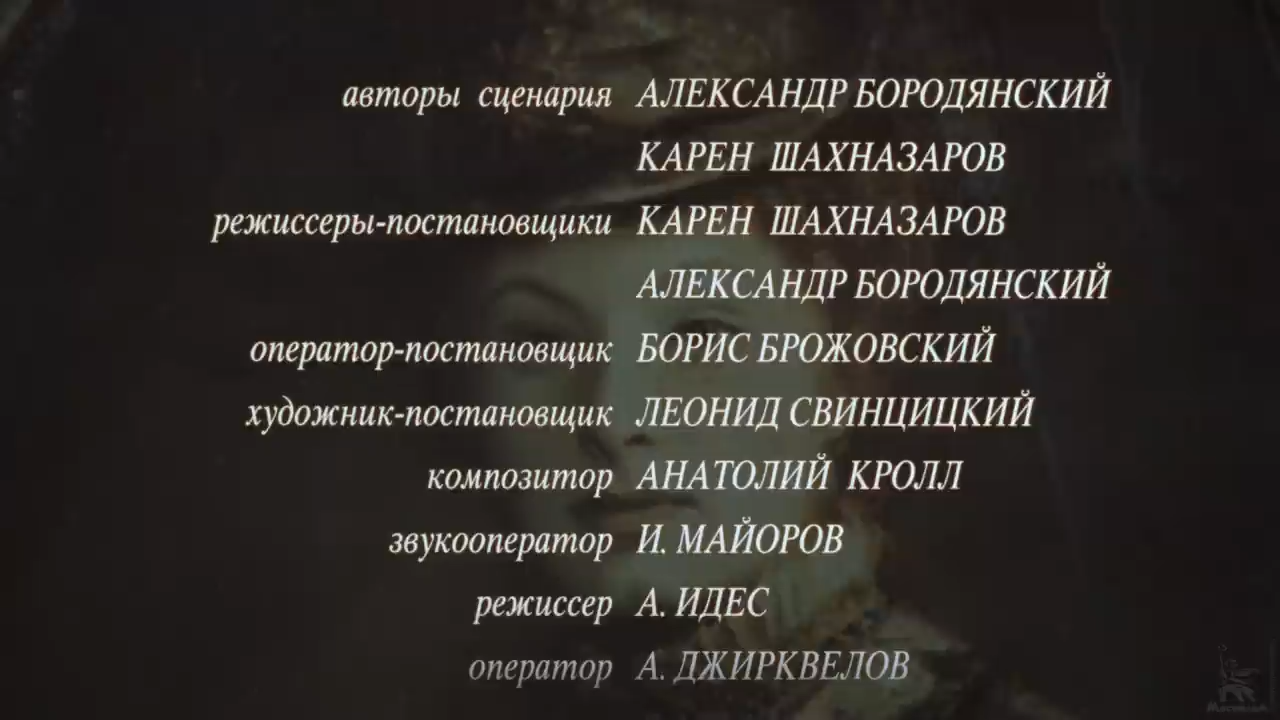 авторы сценария АЛЕКСАНДР БОРОДЯНСКИЙ
КАРЕН ШАХНАЗАРОВ
режиссеры-постановщики КАРЕН ШАХНАЗАРОВ
АЛЕКСАНДР БОРОДЯНСКИЙ
оператор-постановщик БОРИС БРОЖОВСКИЙ
художник-постановщик ЛЕОНИД СВИНЦИЦКИЙ
композитор АНАТОЛИЙ КРОЛЛ
звукооператор И. МАЙОРОВ
режиссер А. ИДЕС
оператор А. ДЖИРКВЕЛОВ